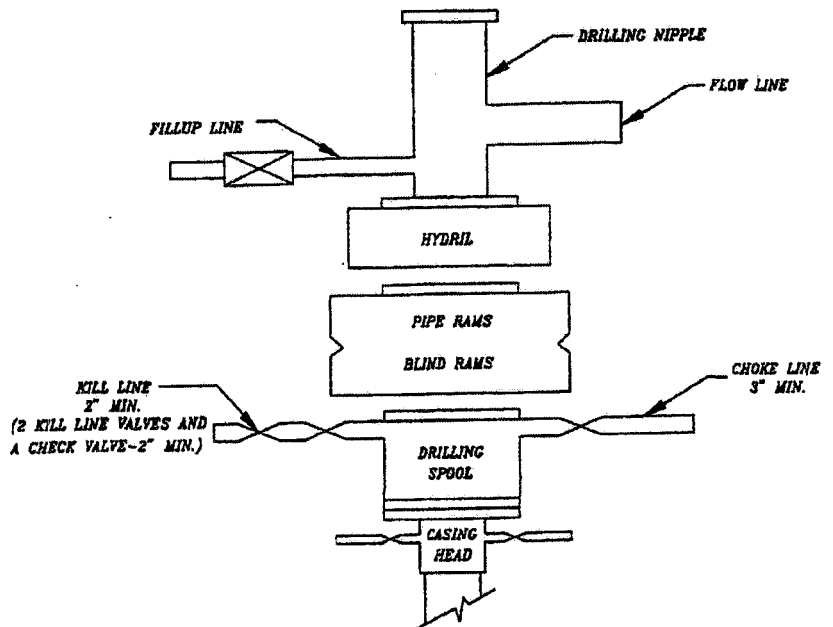 DRILLING NIPPLE
FLOW LINE
FILLUP LINE
HYDRIL
PIPE RAMS
BLIND RAMS
KILL LINE
2" MIN.
(2 KILL LINE VALVES AND
A CHECK VALVE-2" MIN.)
CHOKE LINE
3" MIN.
DRILLING
SPOOL
CASING
HEAD